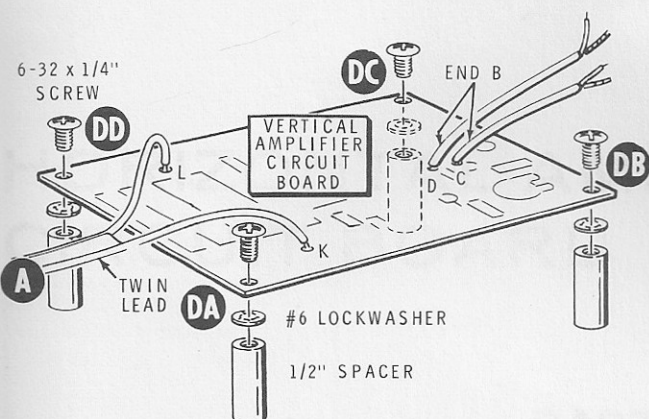 6-32 x 1/4"
SCREW
DD
DC
END B
VERTICAL
AMPLIFIER
CIRCUIT
BOARD
L
D
C
DB
K
A
TWIN
LEAD
DA
#6 LOCKWASHER
1/2" SPACER